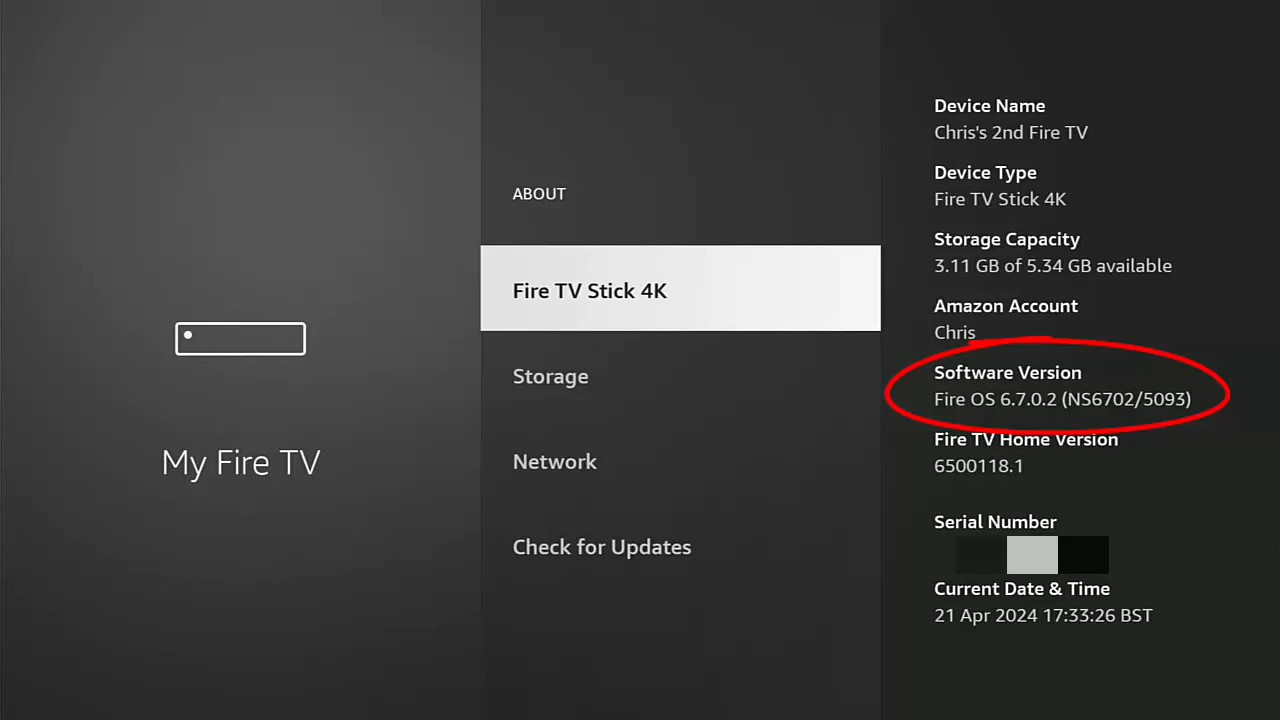 My Fire TV
ABOUT
Fire TV Stick 4K
Storage
Network
Check for Updates
Device Name
Chris's 2nd Fire TV
Device Type
Fire TV Stick 4K
Storage Capacity
3.11 GB of 5.34 GB available
Amazon Account
Chris
Software Version
Fire OS 6.7.0.2 (NS6702/5093)
Fire TV Home Version
6500118.1
Serial Number
Current Date & Time
21 Apr 2024 17:33:26 BST